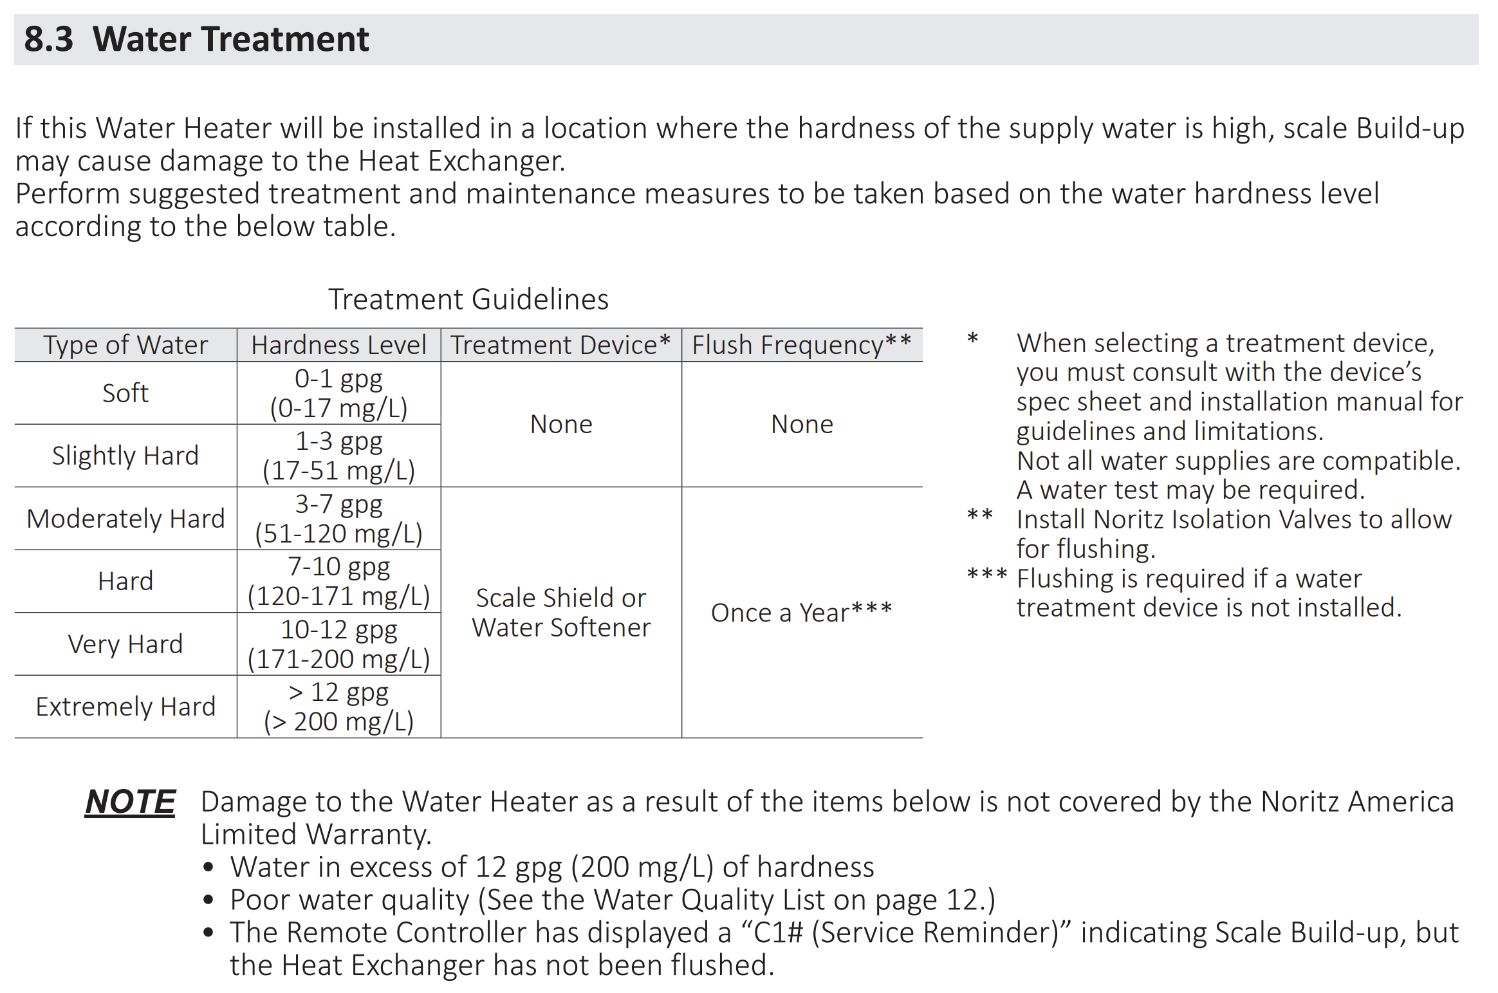 8.3 Water Treatment
If this Water Heater will be installed in a location where the hardness of the supply water is high, scale Build-up
may cause damage to the Heat Exchanger.
Perform suggested treatment and maintenance measures to be taken based on the water hardness level
according to the below table.
Treatment Guidelines
Type of Water Hardness Level Treatment Device* Flush Frequency**
Soft
0-1 gpg
(0-17 mg/L)
None
None
Slightly Hard
1-3 gpg
(17-51 mg/L)
Moderately Hard
3-7 gpg
(51-120 mg/L)
Hard
7-10 gpg
(120-171 mg/L)
Very Hard
10-12 gpg
(171-200 mg/L)
Extremely Hard
> 12 gpg
(> 200 mg/L)
Scale Shield or
Water Softener
Once a Year***
* When selecting a treatment device,
you must consult with the device’s
spec sheet and installation manual for
guidelines and limitations.
Not all water supplies are compatible.
A water test may be required.
** Install Noritz Isolation Valves to allow
for flushing.
*** Flushing is required if a water
treatment device is not installed.
NOTE Damage to the Water Heater as a result of the items below is not covered by the Noritz America
Limited Warranty.
• Water in excess of 12 gpg (200 mg/L) of hardness
• Poor water quality (See the Water Quality List on page 12.)
• The Remote Controller has displayed a “C1# (Service Reminder)” indicating Scale Build-up, but
the Heat Exchanger has not been flushed.